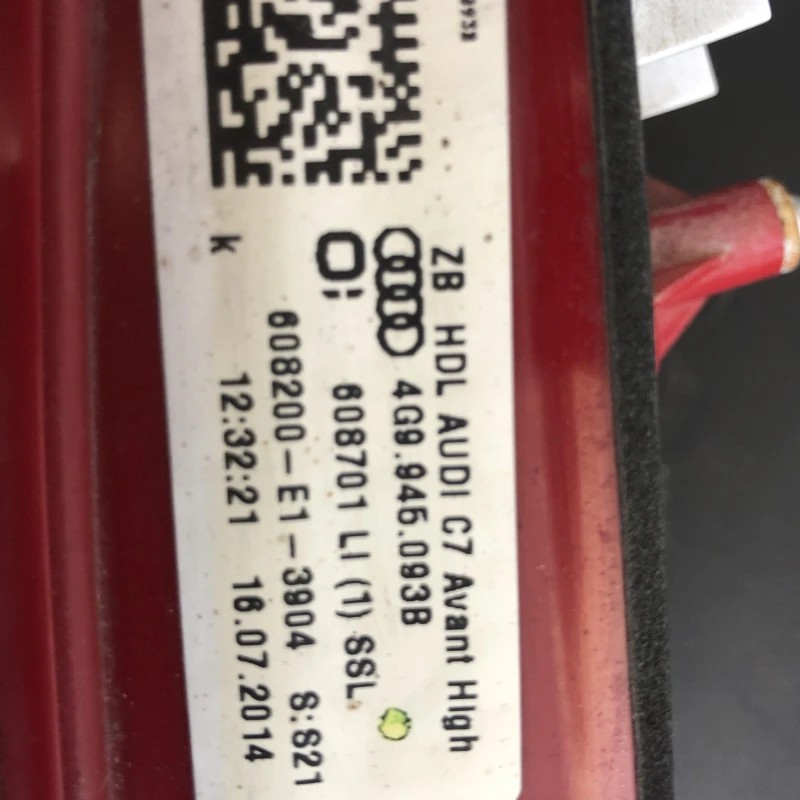 ZB HDL AUDI C7 Avant High
4G9.945.093B
608701 LI (1) SSL
608200-E1-3904 S:S21
k 12:32:21 16.07.2014